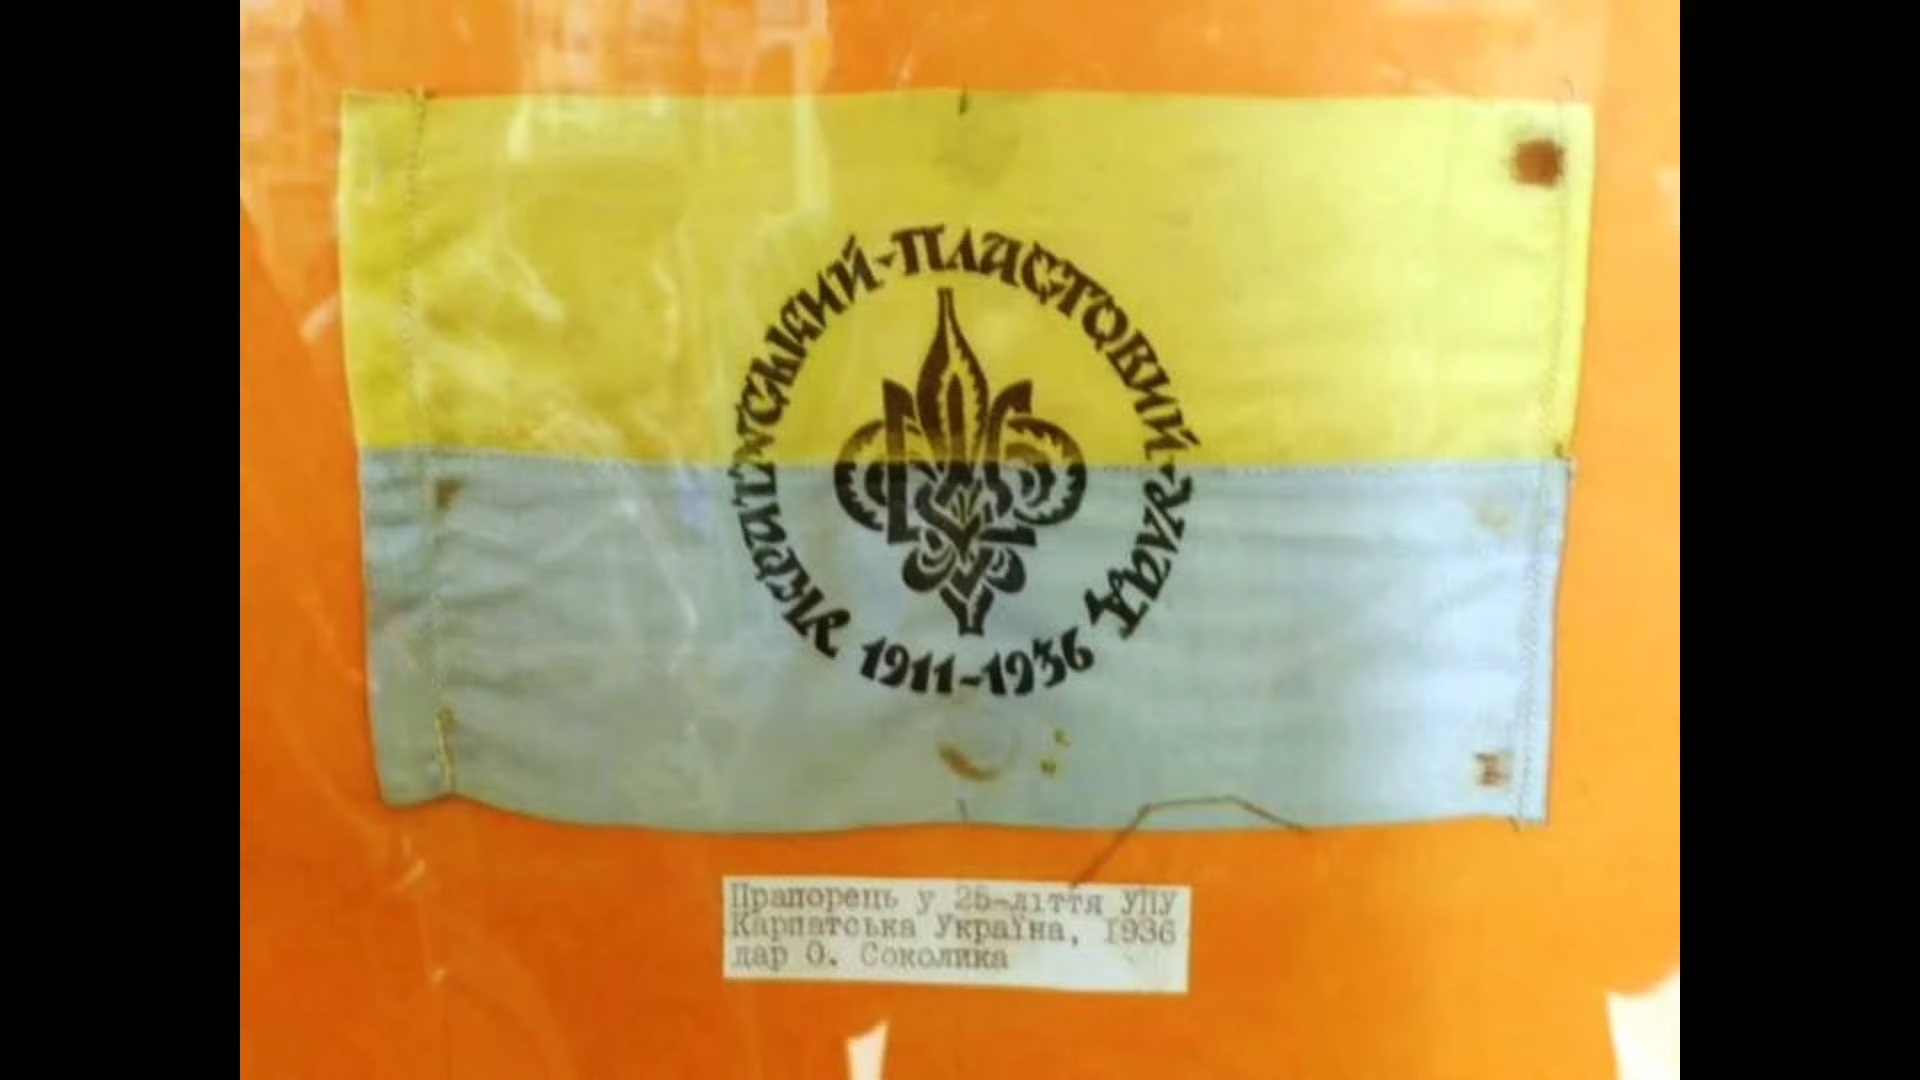 Український-Пластовий-Улад
1911-1936
Прапорець у 25-ліття УПУ
Карпатська Україна, 1936
дар О. Соколика